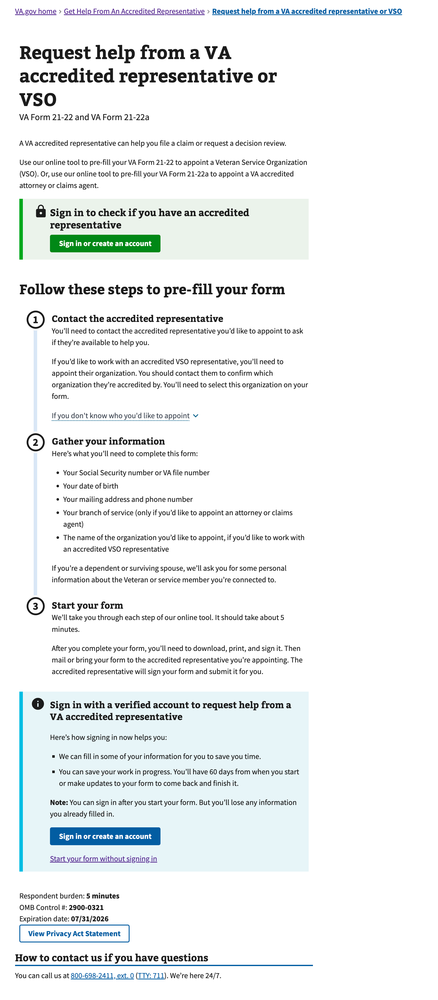 VA.gov home › Get Help From An Accredited Representative › Request help from a VA accredited representative or VSO
Request help from a VA
accredited representative or
VSO
VA Form 21-22 and VA Form 21-22a
A VA accredited representative can help you file a claim or request a decision review.
Use our online tool to pre-fill your VA Form 21-22 to appoint a Veteran Service Organization
(VSO). Or, use our online tool to pre-fill your VA Form 21-22a to appoint a VA accredited
attorney or claims agent.
Sign in to check if you have an accredited
representative
Sign in or create an account
Follow these steps to pre-fill your form
1
Contact the accredited representative
You’ll need to contact the accredited representative you’d like to appoint to ask
if they’re available to help you.
If you’d like to work with an accredited VSO representative, you’ll need to
appoint their organization. You should contact them to confirm which
organization they’re accredited by. You’ll need to select this organization on your
form.
If you don't know who you'd like to appoint
2
Gather your information
Here’s what you’ll need to complete this form:
• Your Social Security number or VA file number
• Your date of birth
• Your mailing address and phone number
• Your branch of service (only if you’d like to appoint an attorney or claims
agent)
• The name of the organization you’d like to appoint, if you’d like to work with
an accredited VSO representative
If you’re a dependent or surviving spouse, we’ll ask you for some personal
information about the Veteran or service member you’re connected to.
3
Start your form
We’ll take you through each step of our online tool. It should take about 5
minutes.
After you complete your form, you’ll need to download, print, and sign it. Then
mail or bring your form to the accredited representative you’re appointing. The
accredited representative will sign your form and submit it for you.
Sign in with a verified account to request help from a
VA accredited representative
Here’s how signing in now helps you:
▪ We can fill in some of your information for you to save you time.
▪ You can save your work in progress. You’ll have 60 days from when you start
or make updates to your form to come back and finish it.
Note: You can sign in after you start your form. But you’ll lose any information
you already filled in.
Sign in or create an account
Start your form without signing in
Respondent burden: 5 minutes
OMB Control #: 2900-0321
Expiration date: 07/31/2026
View Privacy Act Statement
How to contact us if you have questions
You can call us at 800-698-2411, ext. 0 (TTY: 711). We’re here 24/7.